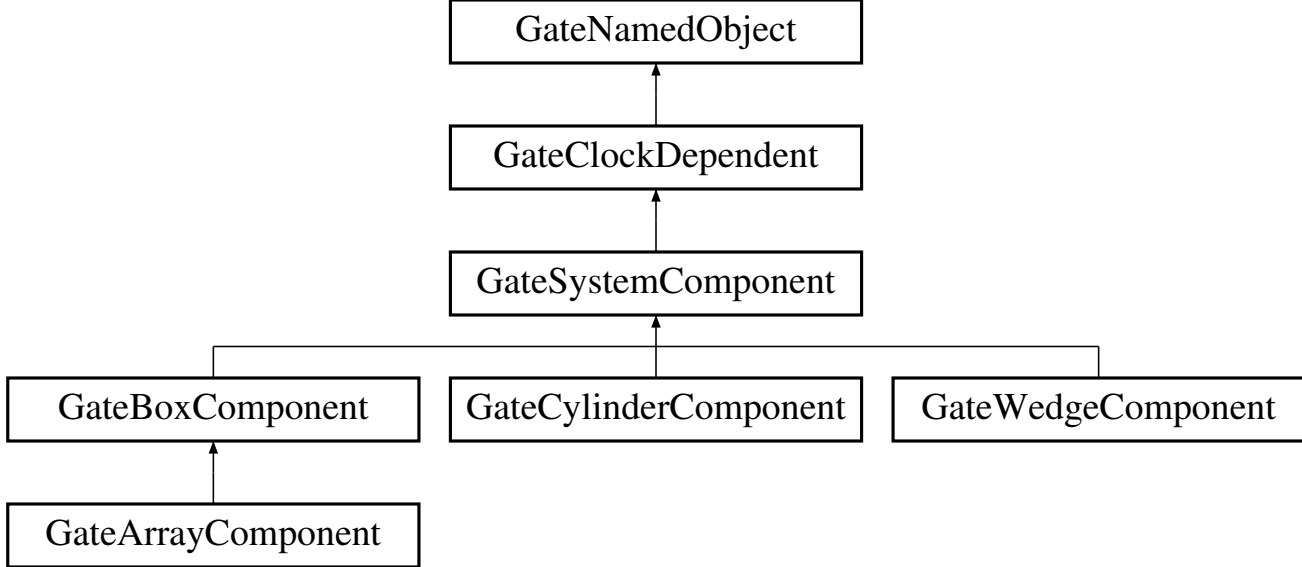 GateNamedObject
GateClockDependent
GateSystemComponent
GateBoxComponent
GateCylinderComponent
GateWedgeComponent
GateArrayComponent